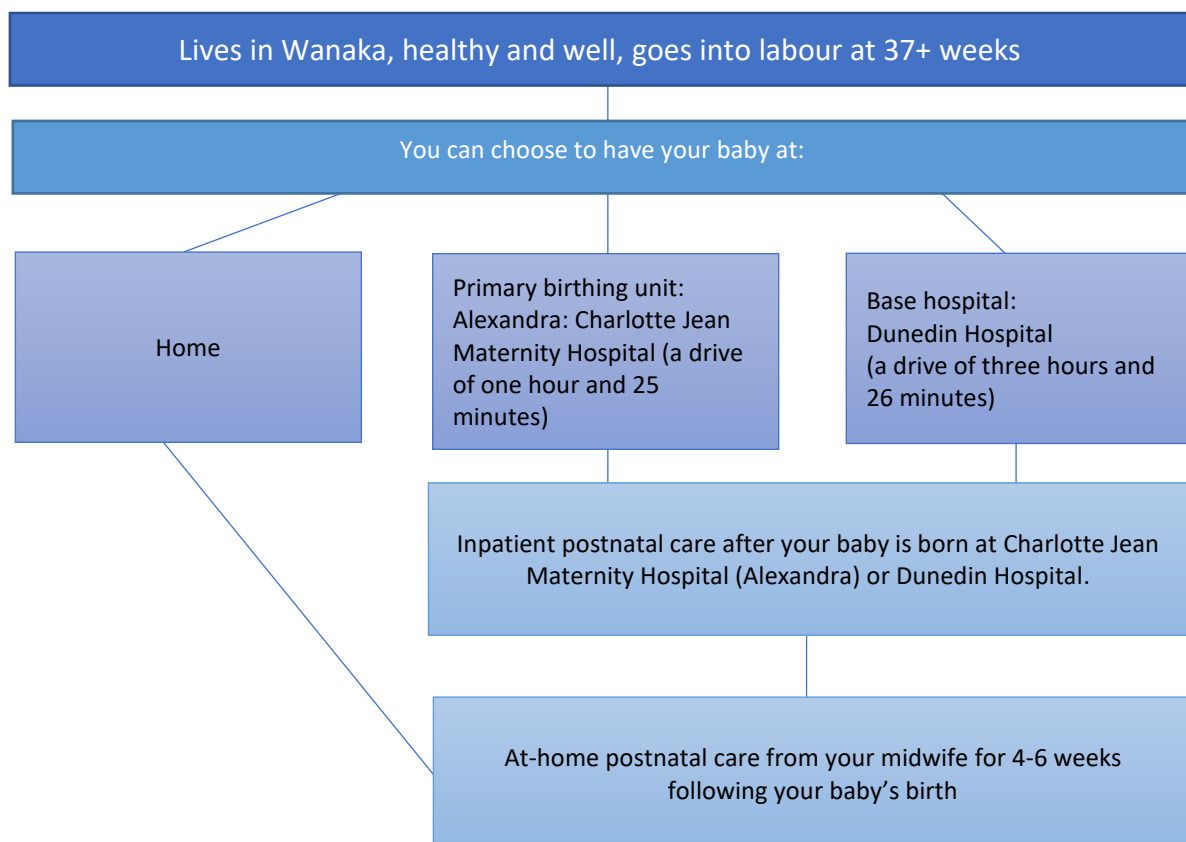 Lives in Wanaka, healthy and well, goes into labour at 37+ weeks
You can choose to have your baby at:
Home
Primary birthing unit:
Alexandra: Charlotte Jean
Maternity Hospital (a drive
of one hour and 25
minutes)
Base hospital:
Dunedin Hospital
(a drive of three hours and
26 minutes)
Inpatient postnatal care after your baby is born at Charlotte Jean
Maternity Hospital (Alexandra) or Dunedin Hospital.
At-home postnatal care from your midwife for 4-6 weeks
following your baby’s birth